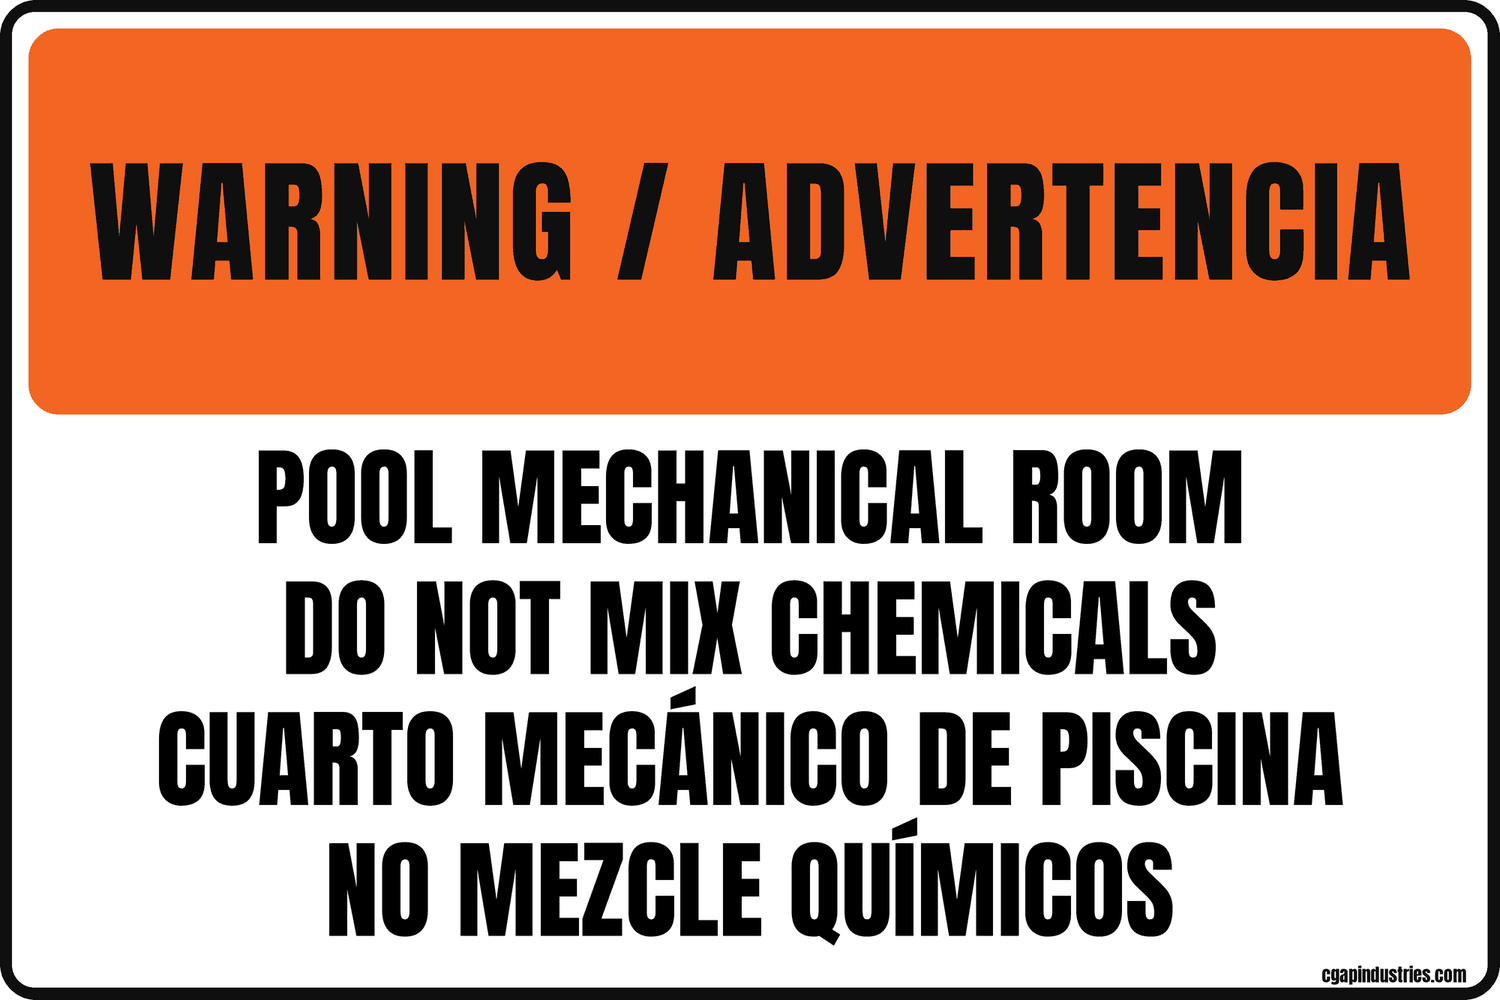 WARNING / ADVERTENCIA
POOL MECHANICAL ROOM
DO NOT MIX CHEMICALS
CUARTO MECÁNICO DE PISCINA
NO MEZCLE QUÍMICOS
cgapindustries.com